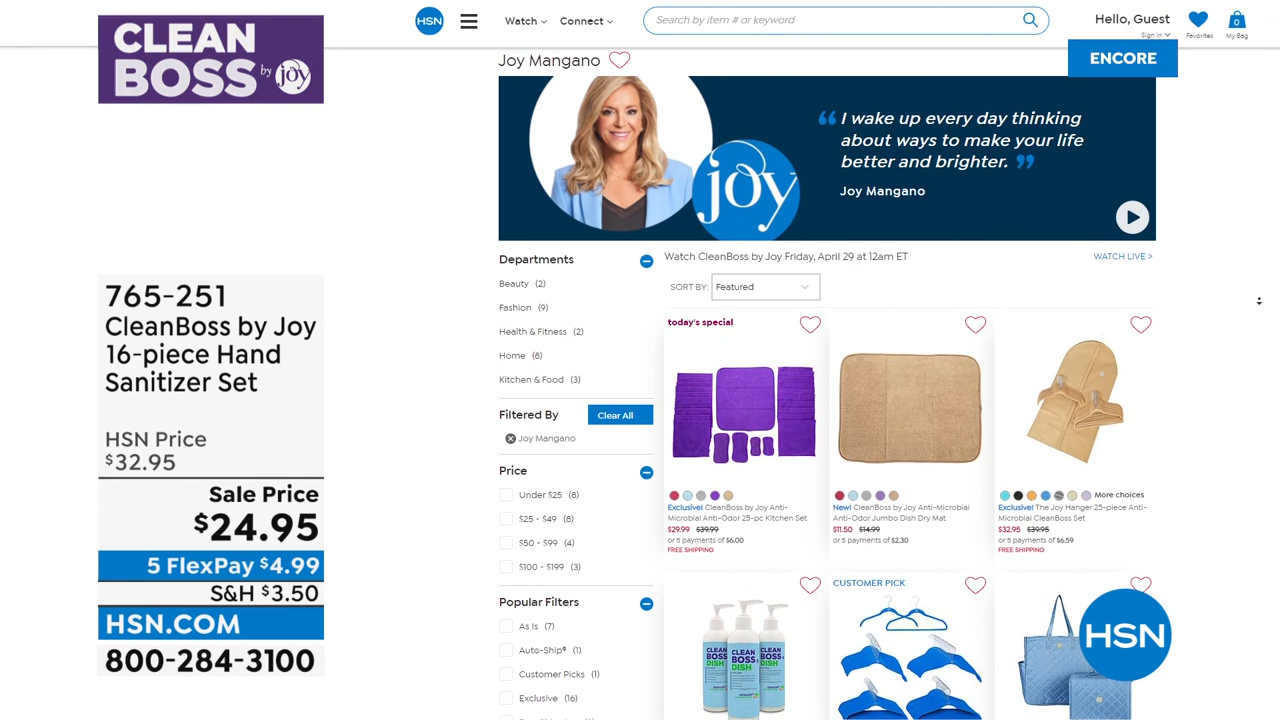 CLEAN
BOSS by joy
HSN
Watch
Connect
Search by item # or keyword
Hello, Guest
Sign in
Favorites
0
My Bag
ENCORE
Joy Mangano
joy
“ I wake up every day thinking
about ways to make your life
better and brighter. ”
Joy Mangano
765-251
CleanBoss by Joy
16-piece Hand
Sanitizer Set
HSN Price
$32.95
Sale Price
$24.95
5 FlexPay $4.99
S&H $3.50
HSN.COM
800-284-3100
Departments
Beauty (2)
Fashion (9)
Health & Fitness (2)
Home (8)
Kitchen & Food (3)
Filtered By
Clear All
Joy Mangano
Price
Under $25 (8)
$25 - $49 (8)
$50 - $99 (4)
$100 - $199 (3)
Popular Filters
As Is (7)
Auto-Ship® (1)
Customer Picks (1)
Exclusive (16)
Watch CleanBoss by Joy Friday, April 29 at 12am ET
WATCH LIVE >
SORT BY: Featured
today's special
Exclusive! CleanBoss by Joy Anti-
Microbial Anti-Odor 25-pc Kitchen Set
$29.99 $39.99
or 5 payments of $6.00
FREE SHIPPING
New! CleanBoss by Joy Anti-Microbial
Anti-Odor Jumbo Dish Dry Mat
$11.50 $14.99
or 5 payments of $2.30
More choices
Exclusive! The Joy Hanger 25-piece Anti-
Microbial CleanBoss Set
$32.95 $39.95
or 5 payments of $6.59
FREE SHIPPING
CLEAN
BOSS
DISH
CUSTOMER PICK
HSN